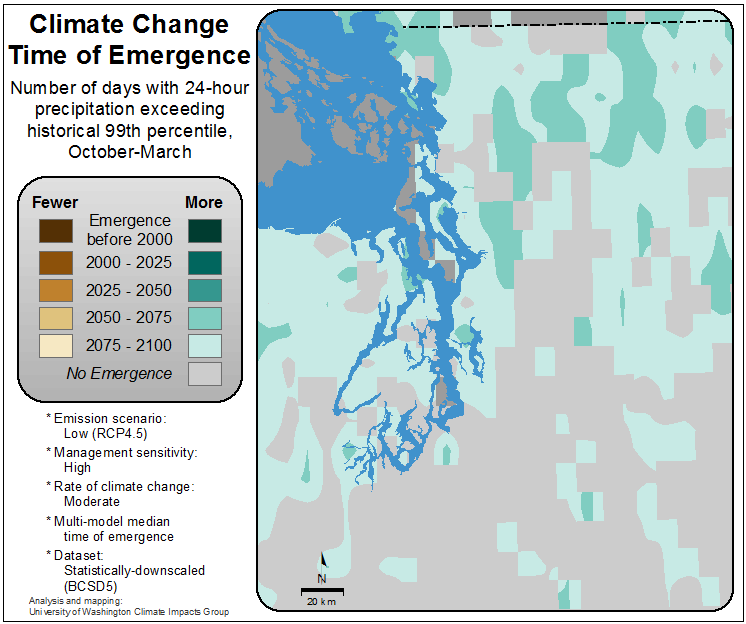 Climate Change
Time of Emergence
Number of days with 24-hour
precipitation exceeding
historical 99th percentile,
October-March
Fewer More
Emergence
before 2000
2000 - 2025
2025 - 2050
2050 - 2075
2075 - 2100
No Emergence
* Emission scenario:
Low (RCP4.5)
* Management sensitivity:
High
* Rate of climate change:
Moderate
* Multi-model median
time of emergence
* Dataset:
Statistically-downscaled
(BCSD5)
Analysis and mapping:
University of Washington Climate Impacts Group
N
20 km